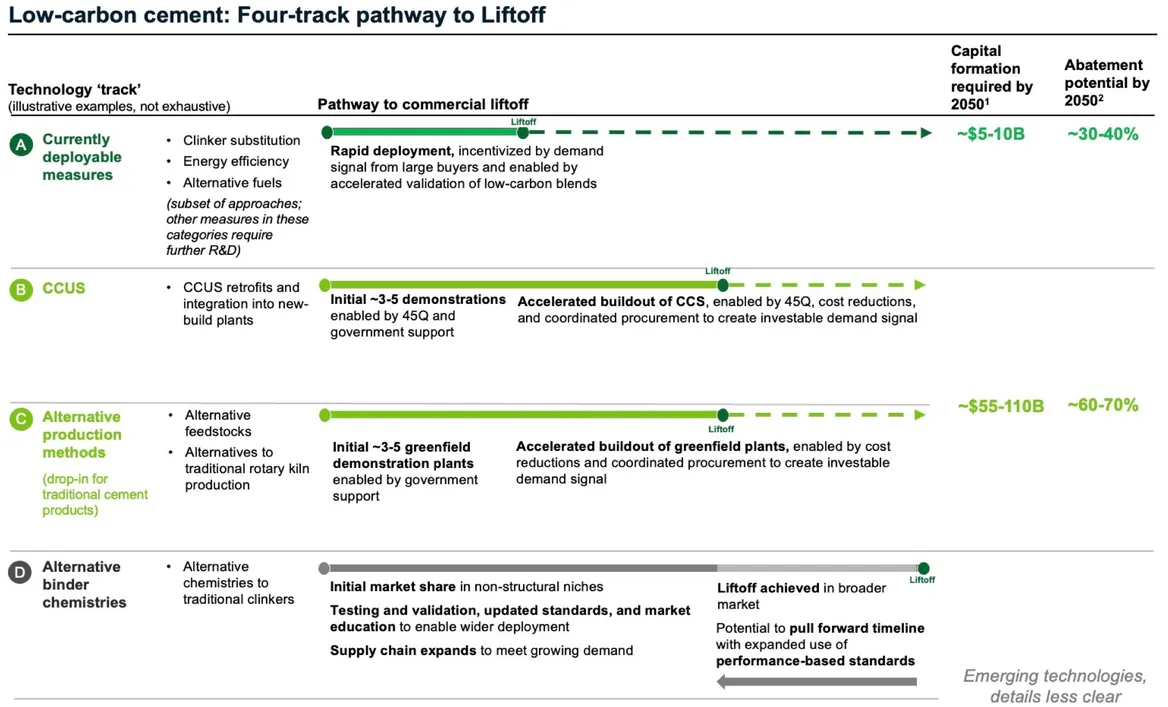 Low-carbon cement: Four-track pathway to Liftoff
Technology ‘track’
(illustrative examples, not exhaustive)
Pathway to commercial liftoff
Capital
formation
required by
2050¹
Abatement
potential by
2050²
A
Currently
deployable
measures
• Clinker substitution
• Energy efficiency
• Alternative fuels
(subset of approaches;
other measures in these
categories require
further R&D)
Liftoff
Rapid deployment, incentivized by demand
signal from large buyers and enabled by
accelerated validation of low-carbon blends
~$5-10B
~30-40%
B
CCUS
• CCUS retrofits and
integration into new-
build plants
Liftoff
Initial ~3-5 demonstrations
enabled by 45Q and
government support
Accelerated buildout of CCS, enabled by 45Q, cost reductions,
and coordinated procurement to create investable demand signal
C
Alternative
production
methods
(drop-in for
traditional cement
products)
• Alternative
feedstocks
• Alternatives to
traditional rotary kiln
production
Liftoff
Initial ~3-5 greenfield
demonstration plants
enabled by government
support
Accelerated buildout of greenfield plants, enabled by cost
reductions and coordinated procurement to create investable
demand signal
~$55-110B
~60-70%
D
Alternative
binder
chemistries
• Alternative
chemistries to
traditional clinkers
Liftoff
Initial market share in non-structural niches
Testing and validation, updated standards, and market
education to enable wider deployment
Supply chain expands to meet growing demand
Liftoff achieved in broader
market
Potential to pull forward timeline
with expanded use of
performance-based standards
Emerging technologies,
details less clear